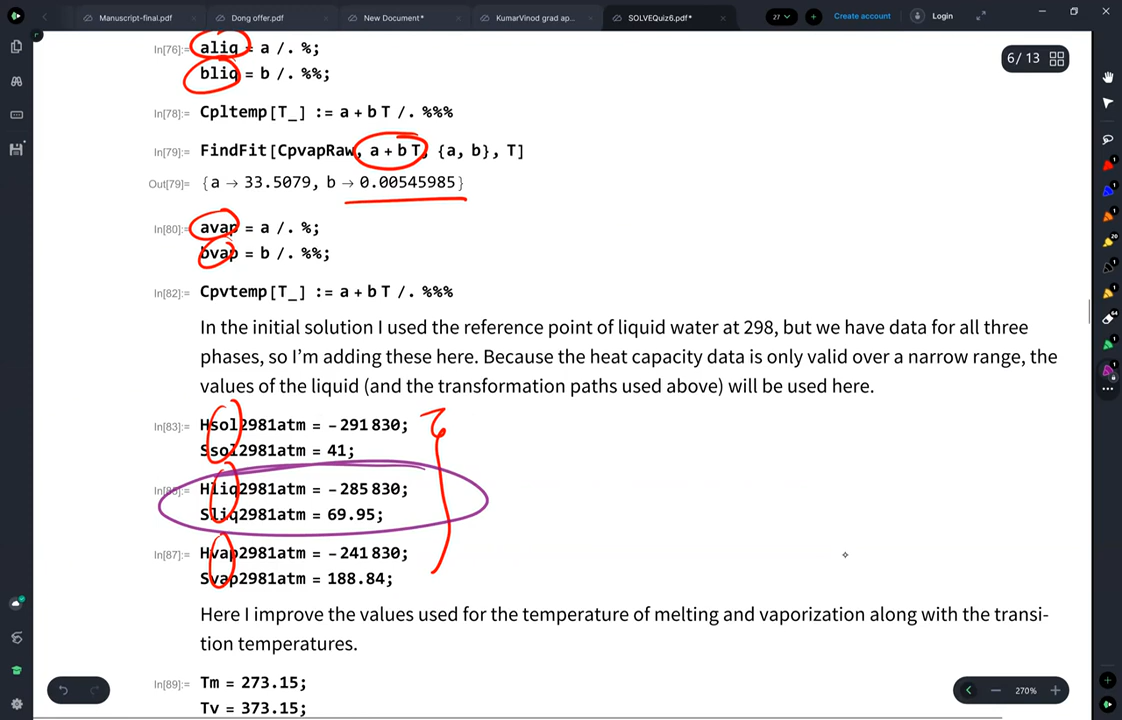 Manuscript-final.pdf
Dong offer.pdf
New Document*
KumarVinod grad ap...
SOLVEQuiz6.pdf*
27
Create account
Login
6 / 13
In[76]:= aliq = a /. %;
bliq = b /. %%;
In[78]:= Cpltemp[T_] := a + b T /. %%%
In[79]:= FindFit[CpvapRaw, a + b T, {a, b}, T]
Out[79]= {a → 33.5079, b → 0.00545985}
In[80]:= avap = a /. %;
bvap = b /. %%;
In[82]:= Cpvtemp[T_] := a + b T /. %%%
In the initial solution I used the reference point of liquid water at 298, but we have data for all three
phases, so I'm adding these here. Because the heat capacity data is only valid over a narrow range, the
values of the liquid (and the transformation paths used above) will be used here.
In[83]:= Hsol2981atm = -291 830;
Ssol2981atm = 41;
In[85]:= Hliq2981atm = -285 830;
Sliq2981atm = 69.95;
In[87]:= Hvap2981atm = -241 830;
Svap2981atm = 188.84;
Here I improve the values used for the temperature of melting and vaporization along with the transi-
tion temperatures.
In[89]:= Tm = 273.15;
Tv = 373.15;
270%